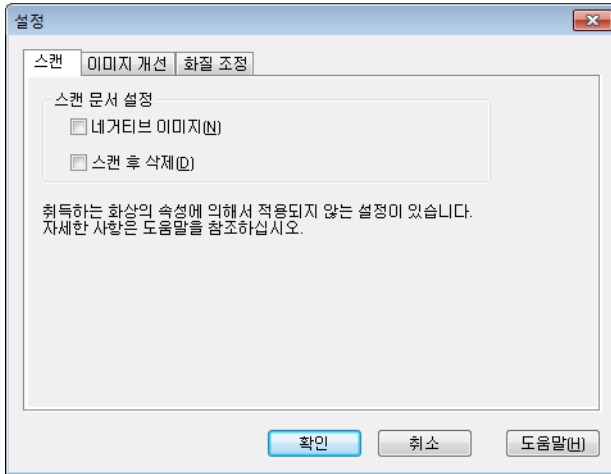 설정
스캔 이미지 개선 화질 조정
스캔 문서 설정
네거티브 이미지(N)
스캔 후 삭제(D)
취득하는 화상의 속성에 의해서 적용되지 않는 설정이 있습니다.
자세한 사항은 도움말을 참조하십시오.
확인 취소 도움말(H)